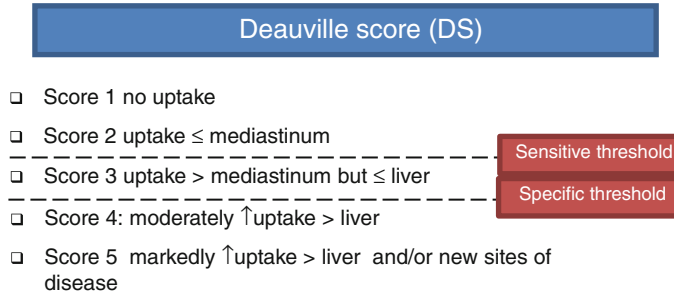 Deauville score (DS)
❑ Score 1 no uptake
❑ Score 2 uptake ≤ mediastinum
Sensitive threshold
❑ Score 3 uptake > mediastinum but ≤ liver
Specific threshold
❑ Score 4: moderately ↑uptake > liver
❑ Score 5 markedly ↑uptake > liver and/or new sites of
disease